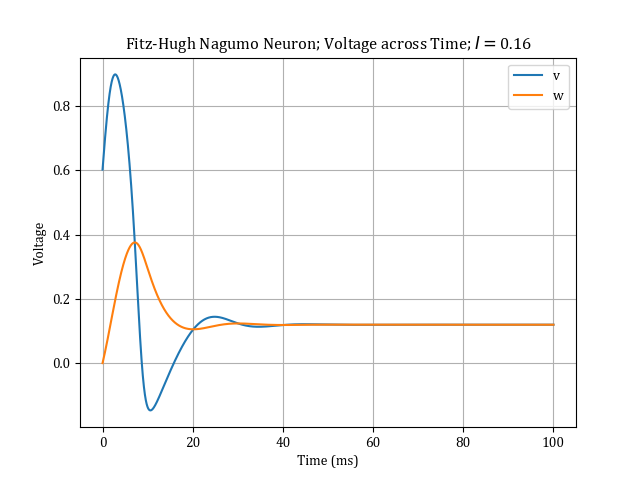 Fitz-Hugh Nagumo Neuron; Voltage across Time; I = 0.16
v
w
0.8
0.6
0.4
0.2
0.0
Voltage
0 20 40 60 80 100
Time (ms)